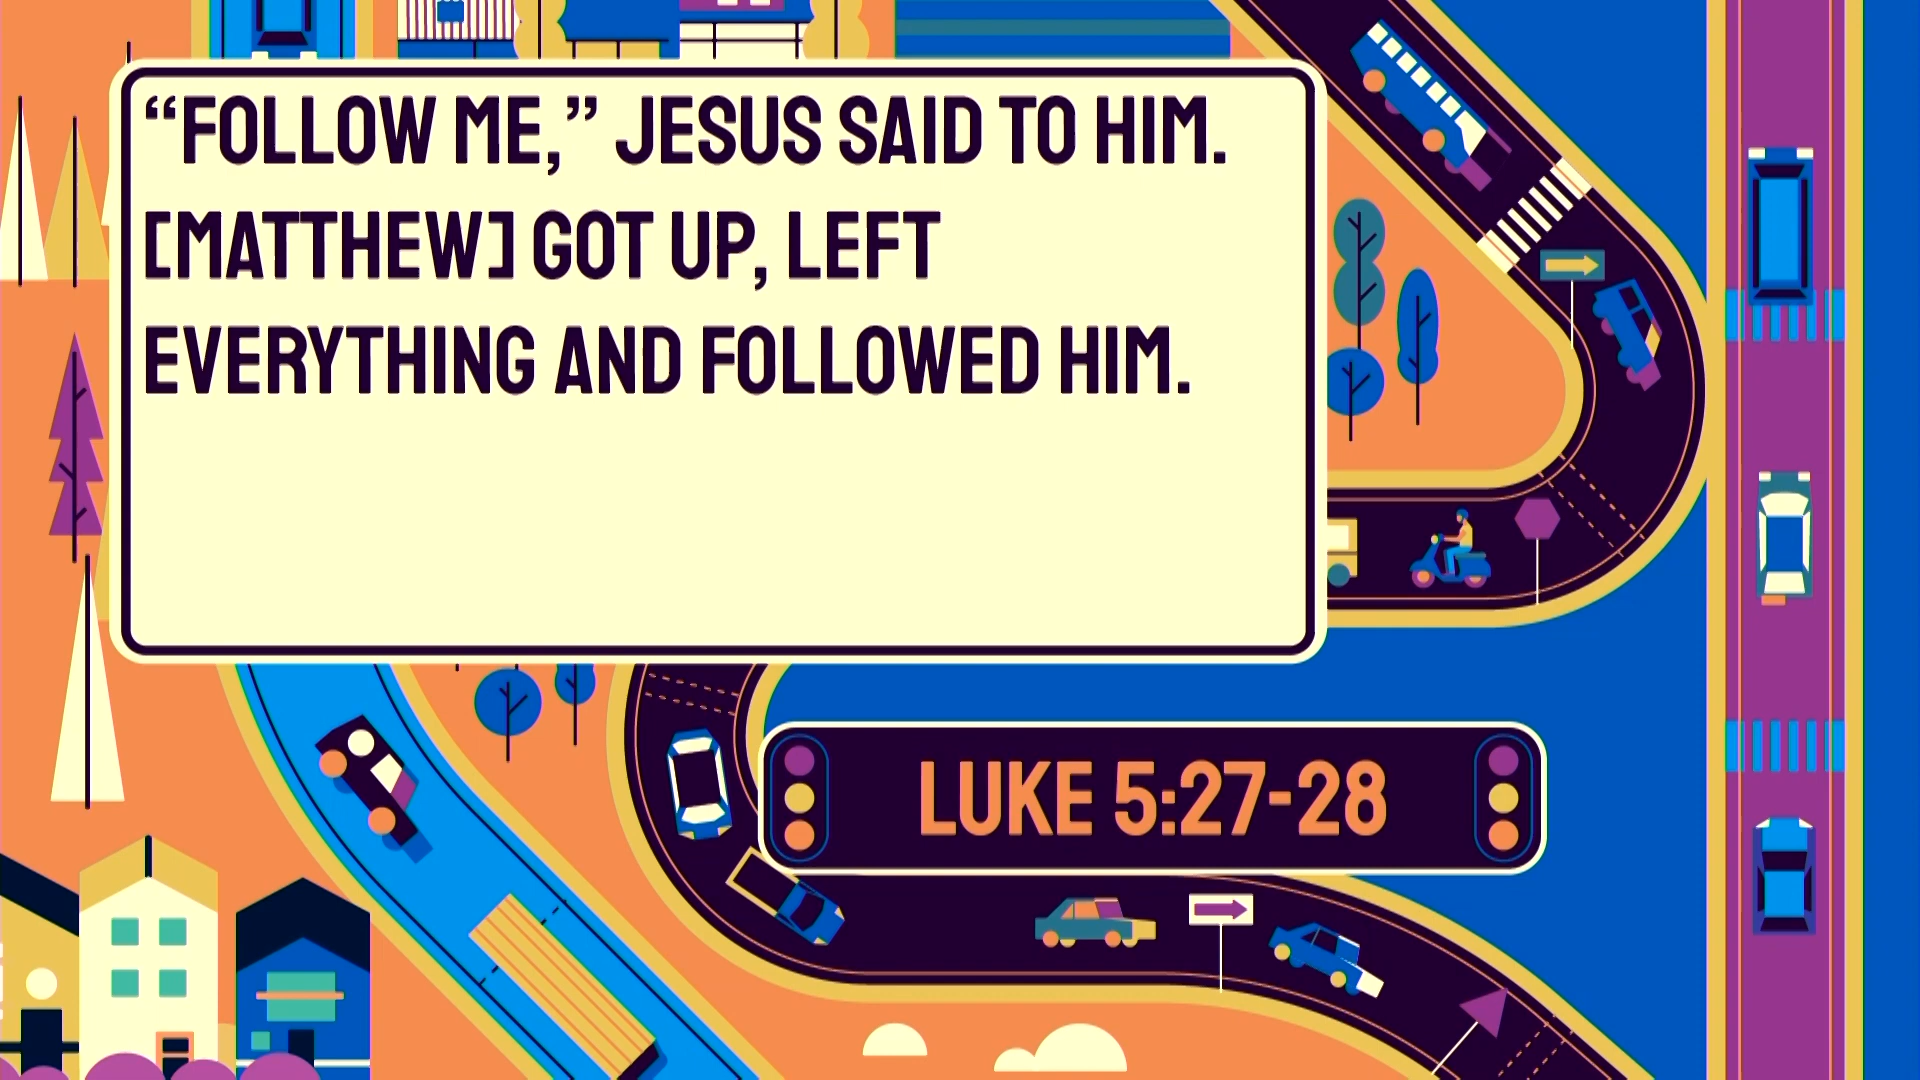 “FOLLOW ME,” JESUS SAID TO HIM.
[MATTHEW] GOT UP, LEFT
EVERYTHING AND FOLLOWED HIM.
LUKE 5:27-28